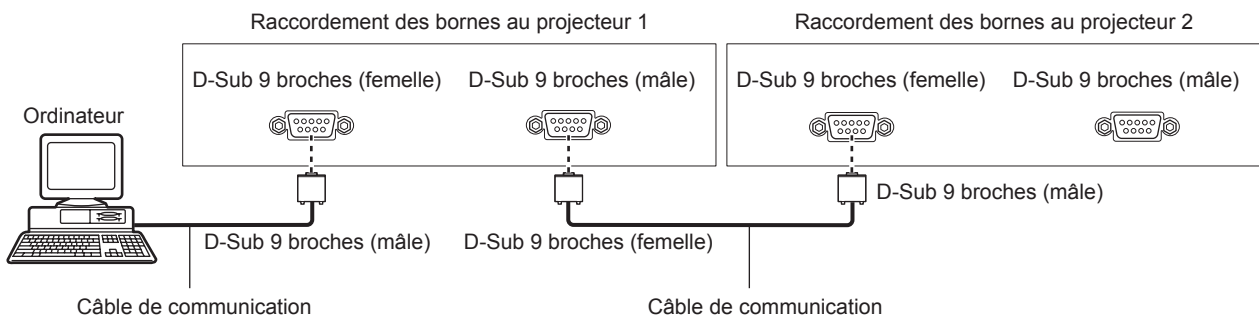 Raccordement des bornes au projecteur 1
Raccordement des bornes au projecteur 2
D-Sub 9 broches (femelle)
D-Sub 9 broches (mâle)
D-Sub 9 broches (femelle)
D-Sub 9 broches (mâle)
Ordinateur
D-Sub 9 broches (mâle)
D-Sub 9 broches (mâle)
D-Sub 9 broches (femelle)
Câble de communication
Câble de communication